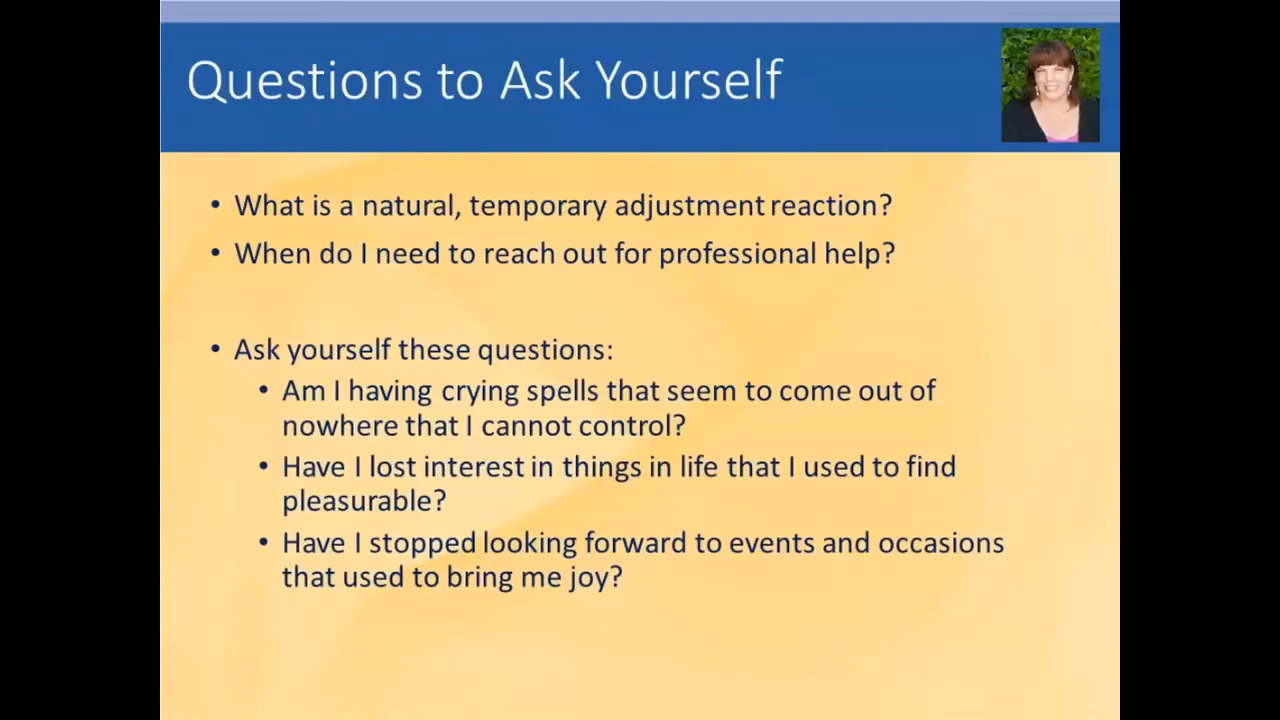 Questions to Ask Yourself
• What is a natural, temporary adjustment reaction?
• When do I need to reach out for professional help?
• Ask yourself these questions:
• Am I having crying spells that seem to come out of
nowhere that I cannot control?
• Have I lost interest in things in life that I used to find
pleasurable?
• Have I stopped looking forward to events and occasions
that used to bring me joy?